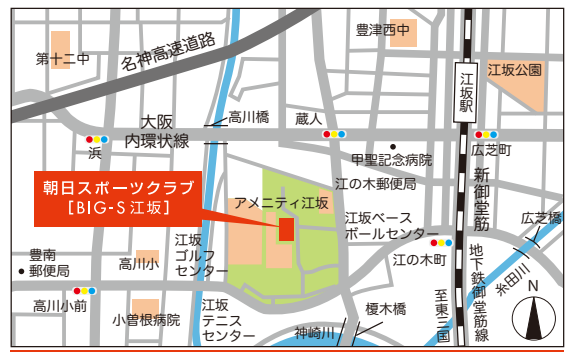 第十二中
名神高速道路
豊津西中
江坂駅
江坂公園
大阪
内環状線
高川橋
蔵人
浜
甲聖記念病院
広芝町
朝日スポーツクラブ
[BIG-S 江坂]
アメニティ江坂
江の木郵便局
新御堂筋
江坂ベース
ボールセンター
広芝橋
豊南
郵便局
高川小
江坂
ゴルフ
センター
江の木町
地下鉄御堂筋線
糸田川
高川小前
小曽根病院
江坂
テニス
センター
神崎川
榎木橋
至東三国
N